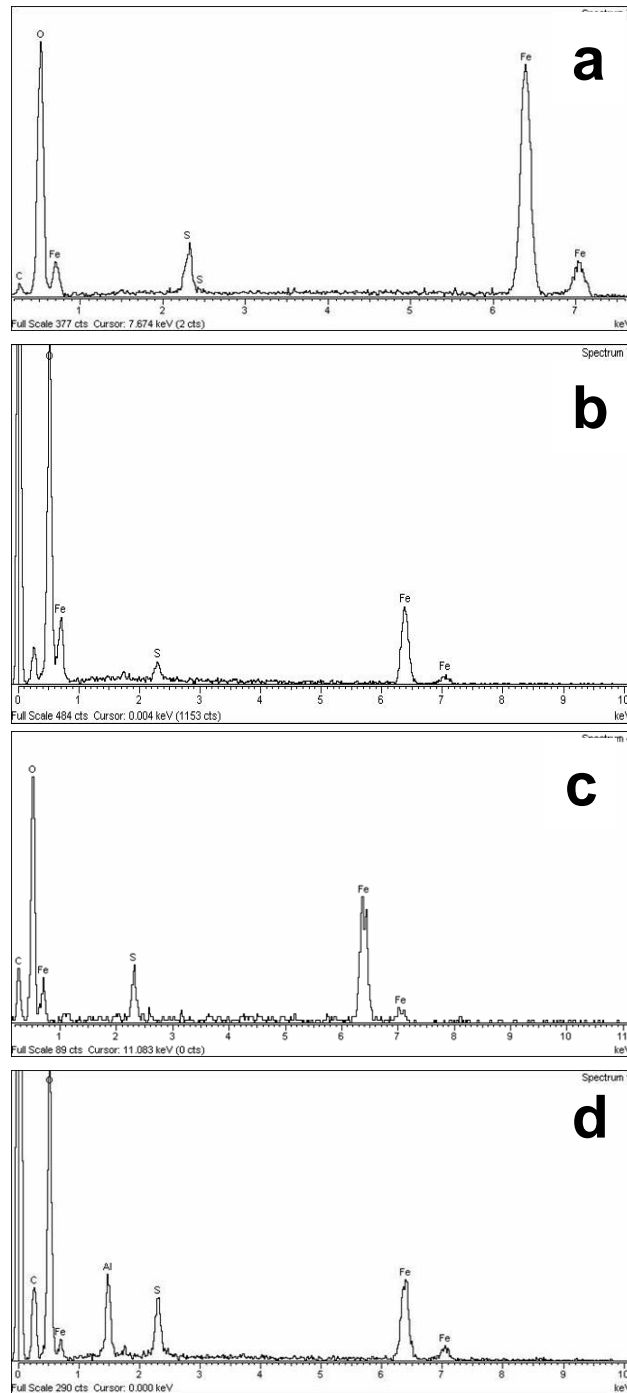 a
O
Fe
Fe
S
Fe
C
S
1 2 3 4 5 6 7
Full Scale 377 cts Cursor: 7.674 keV (2 cts)
keV
Spectrum
b
O
Fe
Fe
S
Fe
0 1 2 3 4 5 6 7 8 9 10
Full Scale 484 cts Cursor: 0.004 keV (1153 cts)
keV
c
O
Fe
C
S
Fe
Fe
1 2 3 4 5 6 7 8 9 10 11
Full Scale 89 cts Cursor: 11.083 keV (0 cts)
keV
Spectrum
d
O
Al
Fe
C
S
Fe
Fe
0 1 2 3 4 5 6 7 8 9 10
Full Scale 290 cts Cursor: 0.000 keV
keV